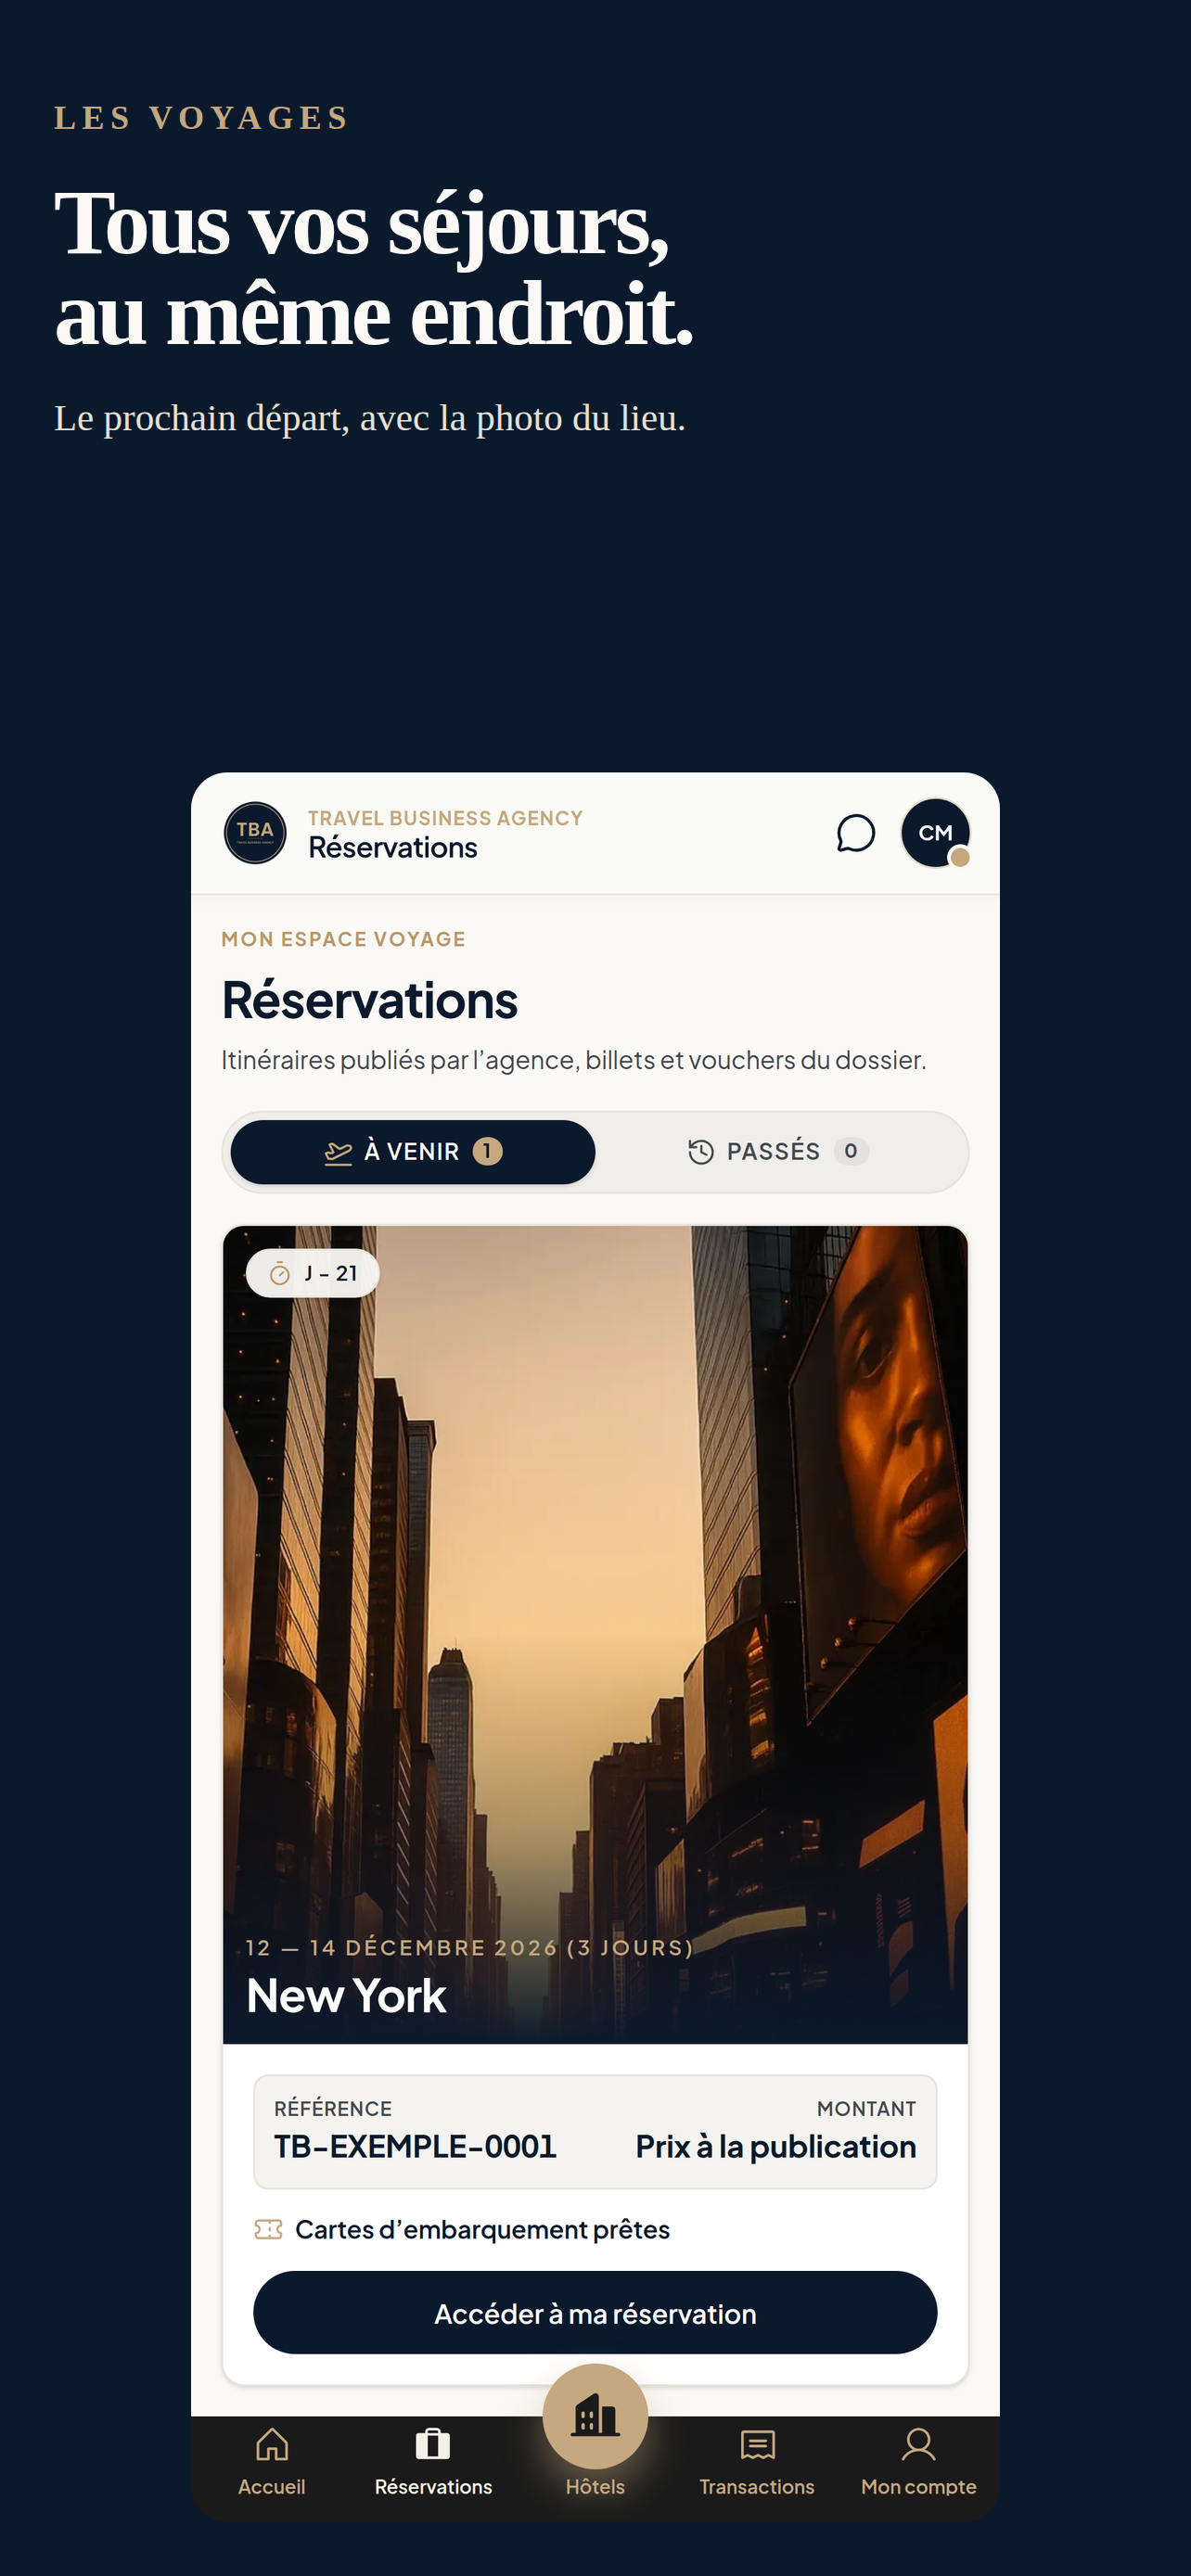 LES VOYAGES
Tous vos séjours,
au même endroit.
Le prochain départ, avec la photo du lieu.
TBA
TRAVEL BUSINESS AGENCY
Réservations
CM
MON ESPACE VOYAGE
Réservations
Itinéraires publiés par l’agence, billets et vouchers du dossier.
À VENIR 1
PASSÉS 0
J – 21
12 — 14 DÉCEMBRE 2026 (3 JOURS)
New York
RÉFÉRENCE
MONTANT
TB-EXEMPLE-0001
Prix à la publication
Cartes d’embarquement prêtes
Accéder à ma réservation
Accueil
Réservations
Hôtels
Transactions
Mon compte